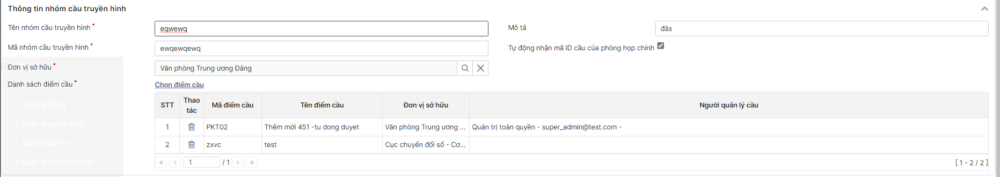 Thông tin nhóm cầu truyền hình
Tên nhóm cầu truyền hình *
eqwewq
Mô tả
đâs
Mã nhóm cầu truyền hình *
ewqewqewq
Tự động nhận mã ID cầu của phòng họp chính
Đơn vị sở hữu *
Văn phòng Trung ương Đảng
Danh sách điểm cầu *
Chọn điểm cầu
Quản lý luồng
Quản lý người dùng
Quản lý đơn vị
Quản lý nhóm cá nhân
STT Thao tác Mã điểm cầu Tên điểm cầu Đơn vị sở hữu Người quản lý cầu
1 PKT02 Thêm mới 451 -tu dong duyet Văn phòng Trung ương ... Quản trị toàn quyền - super_admin@test.com -
2 zxvc test Cục chuyển đổi số - Cơ...
« ‹ 1 / 1 › » [ 1 - 2 / 2 ]